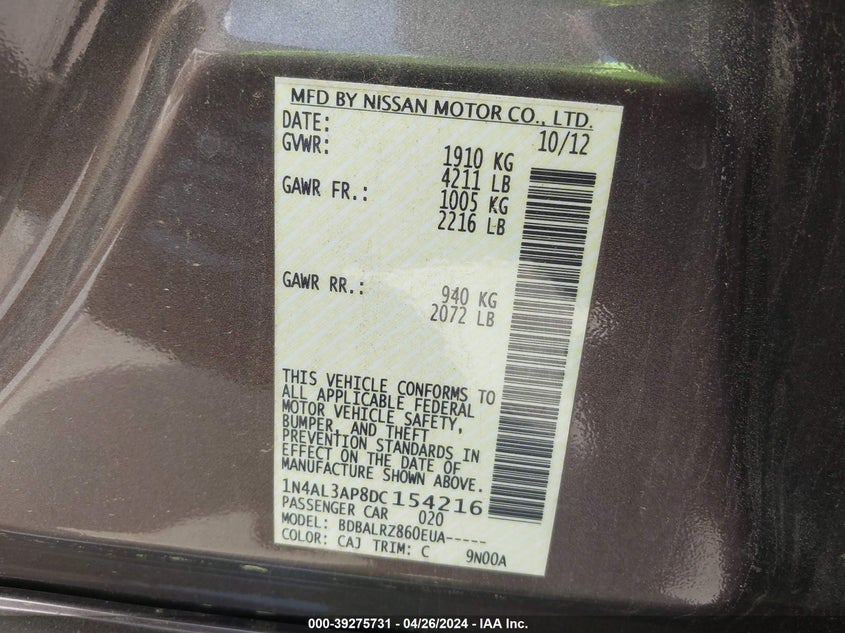 MFD BY NISSAN MOTOR CO., LTD.
DATE: 10/12
GVWR: 1910 KG
4211 LB
GAWR FR.: 1005 KG
2216 LB
GAWR RR.: 940 KG
2072 LB
THIS VEHICLE CONFORMS TO
ALL APPLICABLE FEDERAL
MOTOR VEHICLE SAFETY,
BUMPER, AND THEFT
PREVENTION STANDARDS IN
EFFECT ON THE DATE OF
MANUFACTURE SHOWN ABOVE.
1N4AL3AP8DC154216
PASSENGER CAR 020
MODEL: BDBALRZ860EUA-----
COLOR: CAJ TRIM: C 9N00A
000-39275731 - 04/26/2024 - IAA Inc.